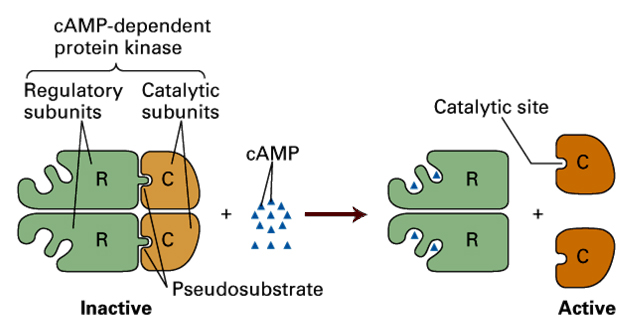 cAMP-dependent
protein kinase
Regulatory
subunits
Catalytic
subunits
R
C
R
C
Pseudosubstrate
Inactive
+
cAMP
Catalytic site
R
R
+
C
C
Active